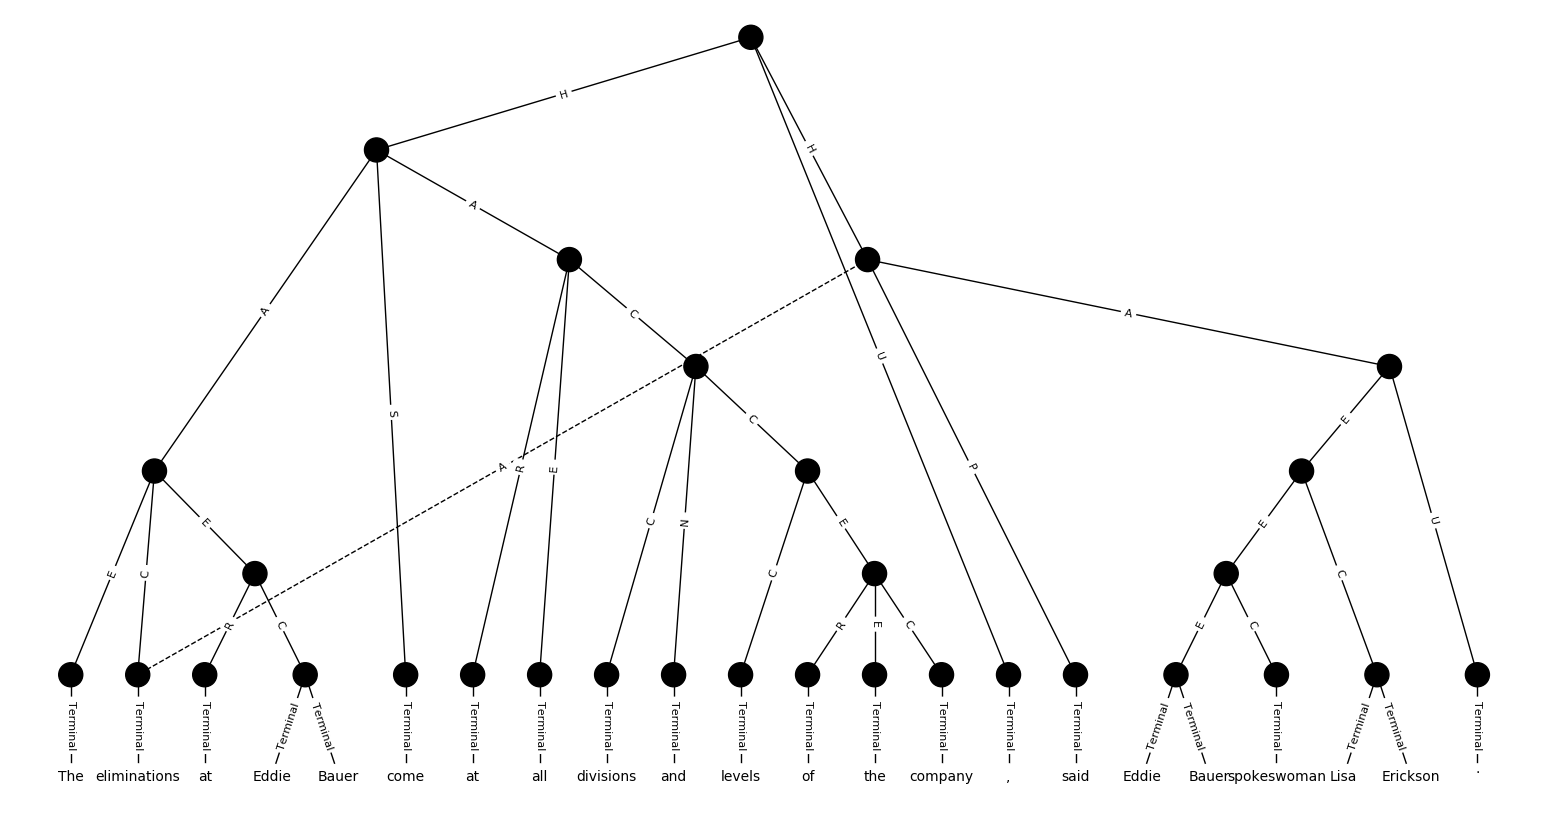 H
H
A
A
U
A
S
C
A
P
R
E
A
C
E
U
E
C
E
C
N
C
E
E
C
R
C
R
E
C
E
C
Terminal Terminal Terminal Terminal Terminal Terminal Terminal Terminal Terminal Terminal Terminal Terminal Terminal Terminal Terminal Terminal Terminal Terminal Terminal Terminal Terminal Terminal
The eliminations at Eddie Bauer come at all divisions and levels of the company , said Eddie Bauer spokeswoman Lisa Erickson .